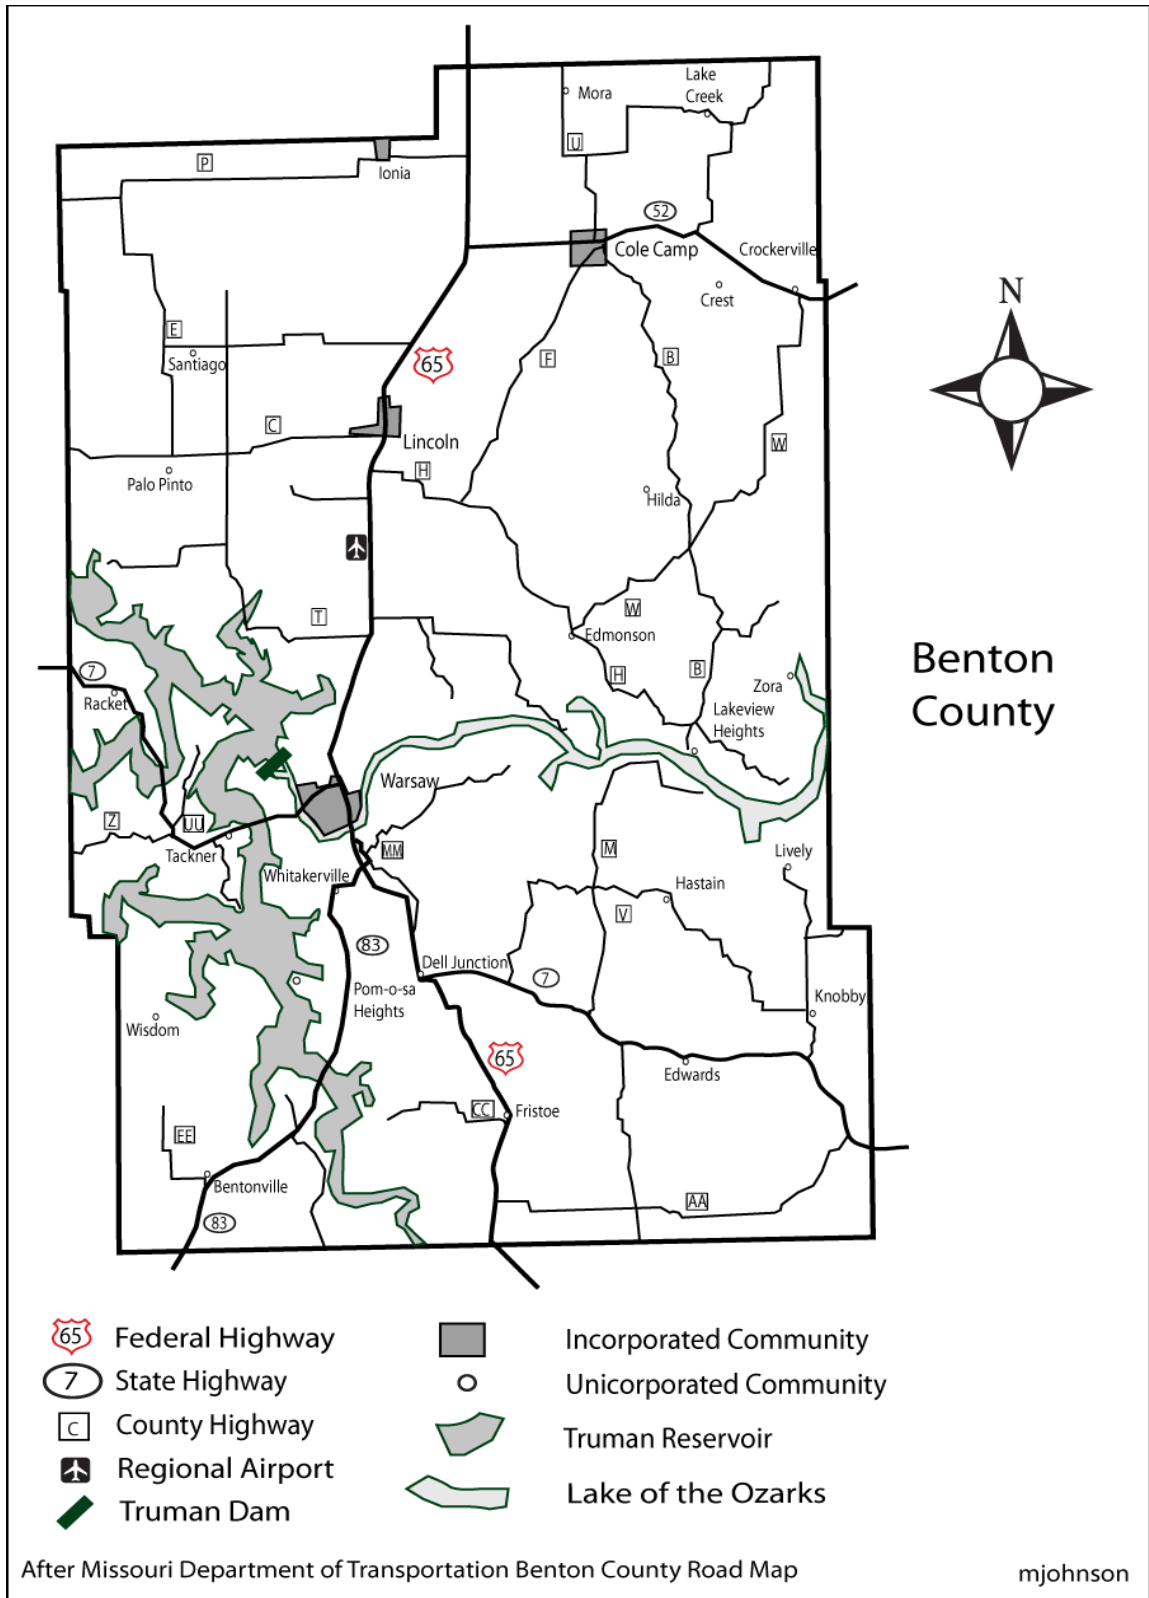 Lake
Creek
Mora
U
P
Ionia
52
Cole Camp
Crockerville
Crest
N
E
Santiago
65
F
B
C
Lincoln
W
H
Palo Pinto
Hilda
T
W
Edmonson
7
Racket
H
B
Zora
Lakeview
Heights
Benton
County
Warsaw
Z
UU
Tackner
MM
Whitakerville
M
Lively
Hastain
V
83
Dell Junction
7
Pom-o-sa
Heights
Knobby
Wisdom
65
Edwards
CC
Fristoe
EE
Bentonville
AA
83
65 Federal Highway
7 State Highway
C County Highway
Regional Airport
Truman Dam
Incorporated Community
Unicorporated Community
Truman Reservoir
Lake of the Ozarks
After Missouri Department of Transportation Benton County Road Map
mjohnson